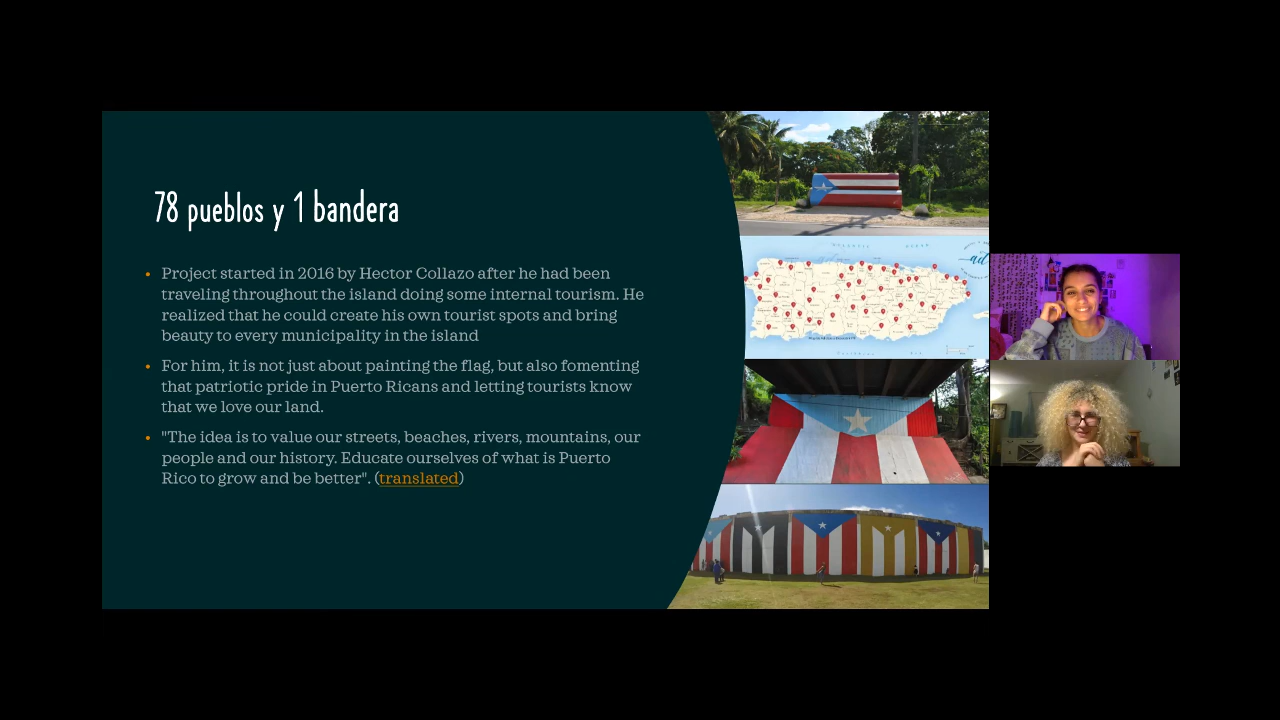 78 pueblos y 1 bandera
• Project started in 2016 by Hector Collazo after he had been
traveling throughout the island doing some internal tourism. He
realized that he could create his own tourist spots and bring
beauty to every municipality in the island
• For him, it is not just about painting the flag, but also fomenting
that patriotic pride in Puerto Ricans and letting tourists know
that we love our land.
• "The idea is to value our streets, beaches, rivers, mountains, our
people and our history. Educate ourselves of what is Puerto
Rico to grow and be better". (translated)
ATLANTIC OCEAN
ad